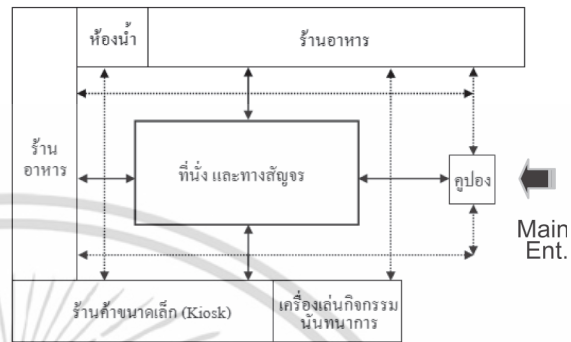 ห้องน้ำ
ร้านอาหาร
ร้าน
อาหาร
ที่นั่ง และทางสัญจร
คูปอง
Main
Ent.
ร้านค้าขนาดเล็ก (Kiosk)
เครื่องเล่นกิจกรรม
นันทนาการ